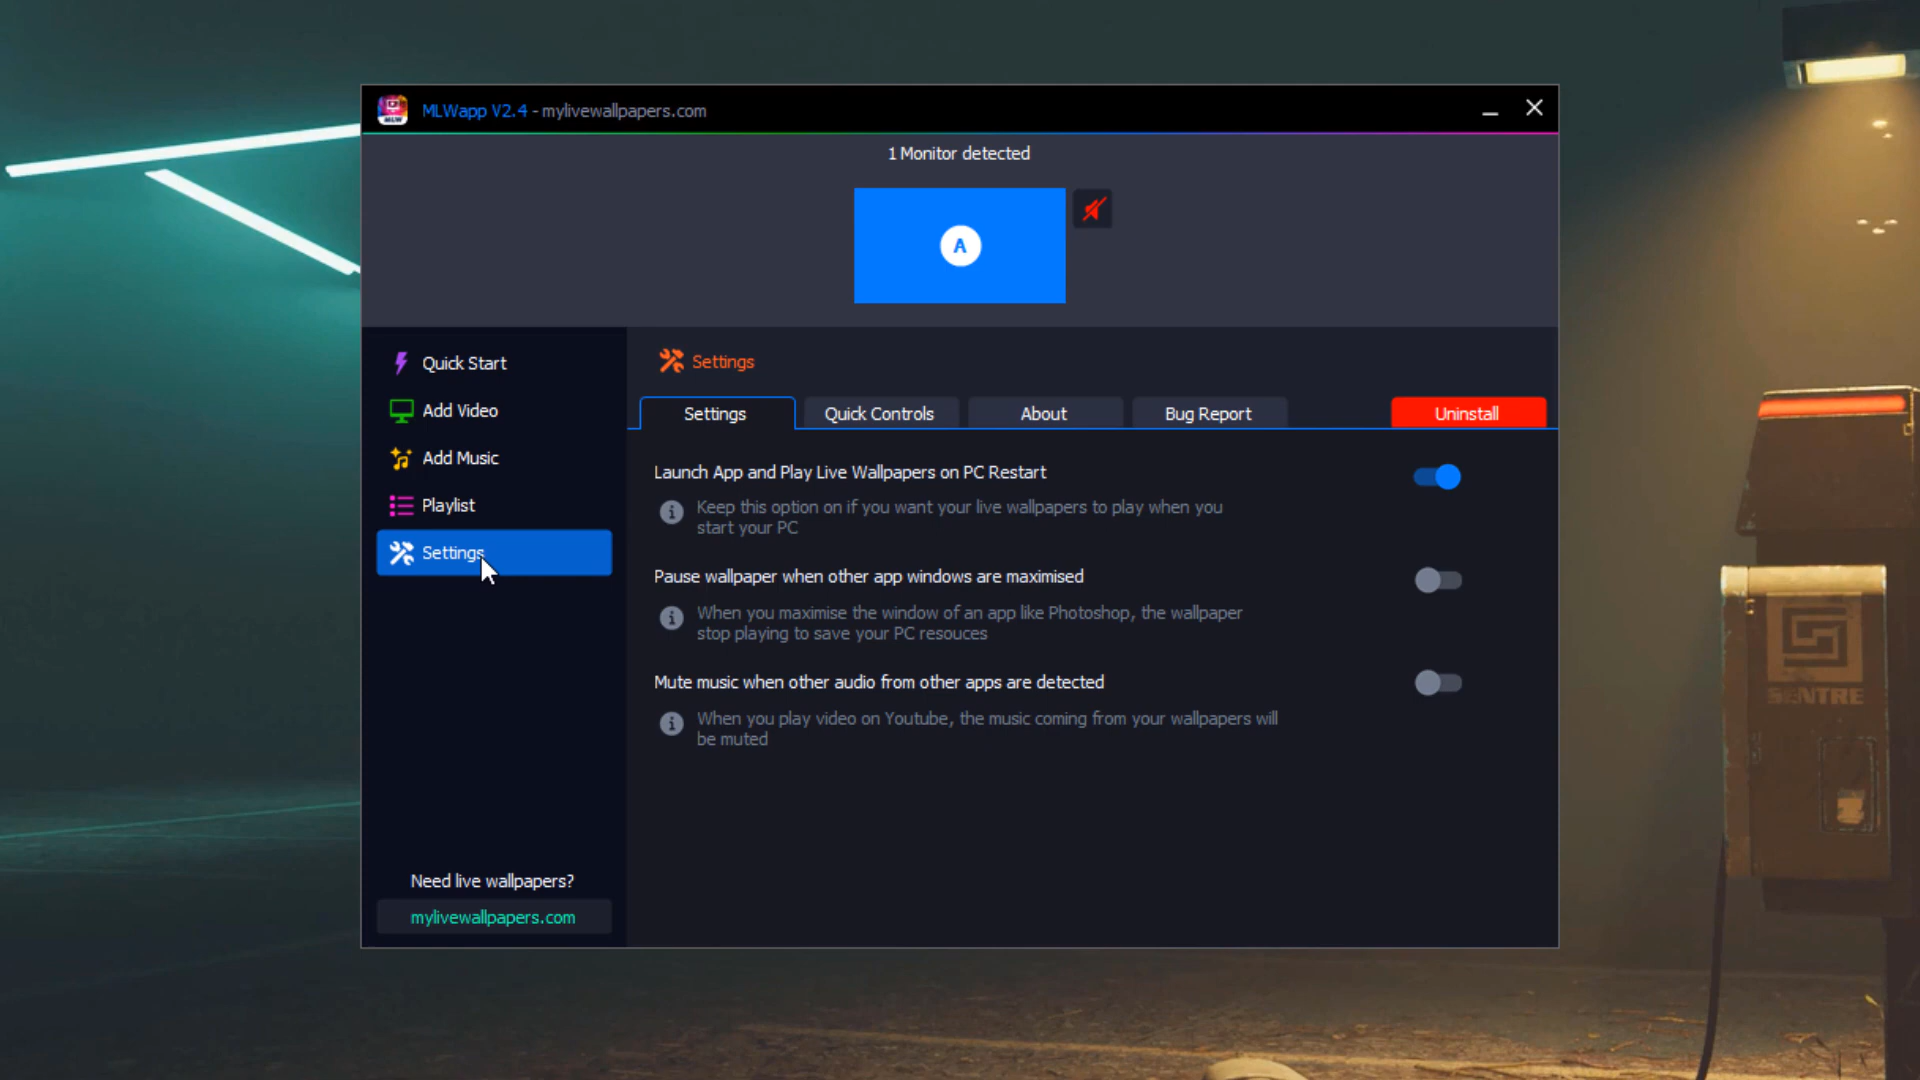 MLWapp V2.4 - mylivewallpapers.com
1 Monitor detected
A
Quick Start
Add Video
Add Music
Playlist
Settings
Need live wallpapers?
mylivewallpapers.com
Settings
Settings
Quick Controls
About
Bug Report
Uninstall
Launch App and Play Live Wallpapers on PC Restart
Keep this option on if you want your live wallpapers to play when you
start your PC
Pause wallpaper when other app windows are maximised
When you maximise the window of an app like Photoshop, the wallpaper
stop playing to save your PC resouces
Mute music when other audio from other apps are detected
When you play video on Youtube, the music coming from your wallpapers will
be muted
SENTRE